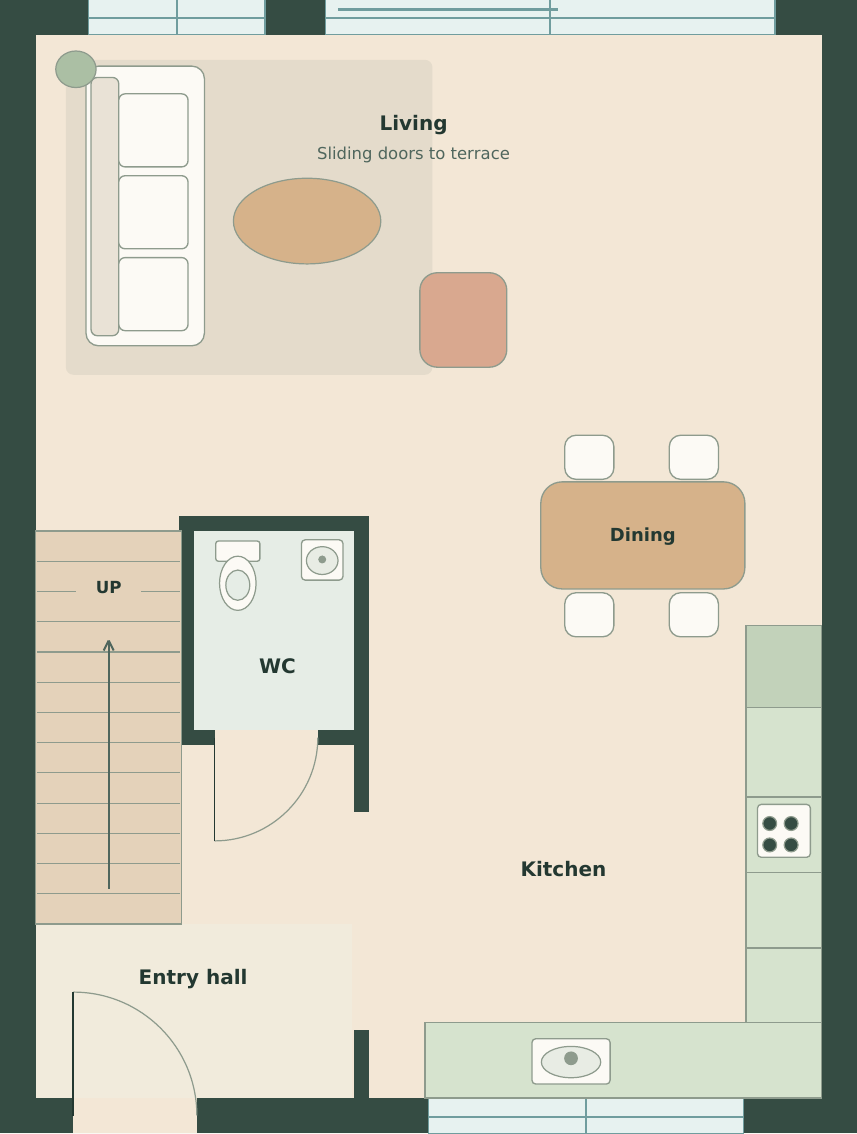 Living
Sliding doors to terrace
Dining
UP
WC
Kitchen
Entry hall